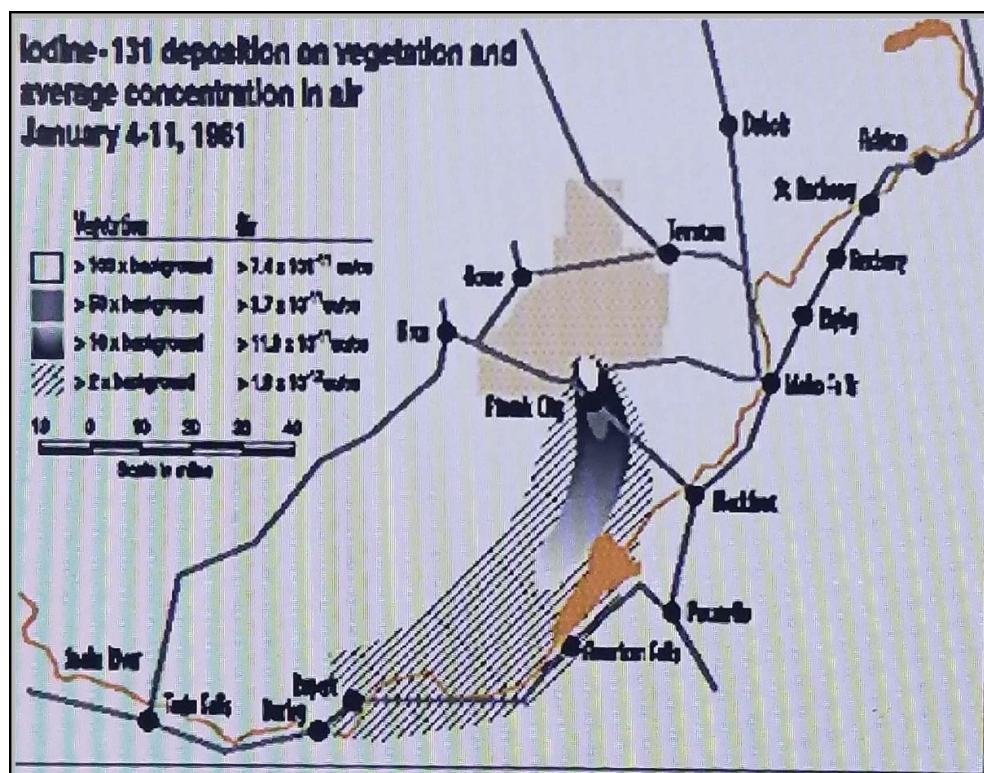 Iodine-131 deposition on vegetation and
average concentration in air
January 4-11, 1961
Vegetation Air
> 100 x background
> 50 x background
> 10 x background
> 2 x background
10 0 10 20 30 40
Scale in miles
Dubois
Ashton
St Anthony
Terreton
Rexburg
Howe
Rigby
Arco
Idaho Falls
Atomic City
Blackfoot
Pocatello
American Falls
Snake River
Twin Falls
Burley
Rupert